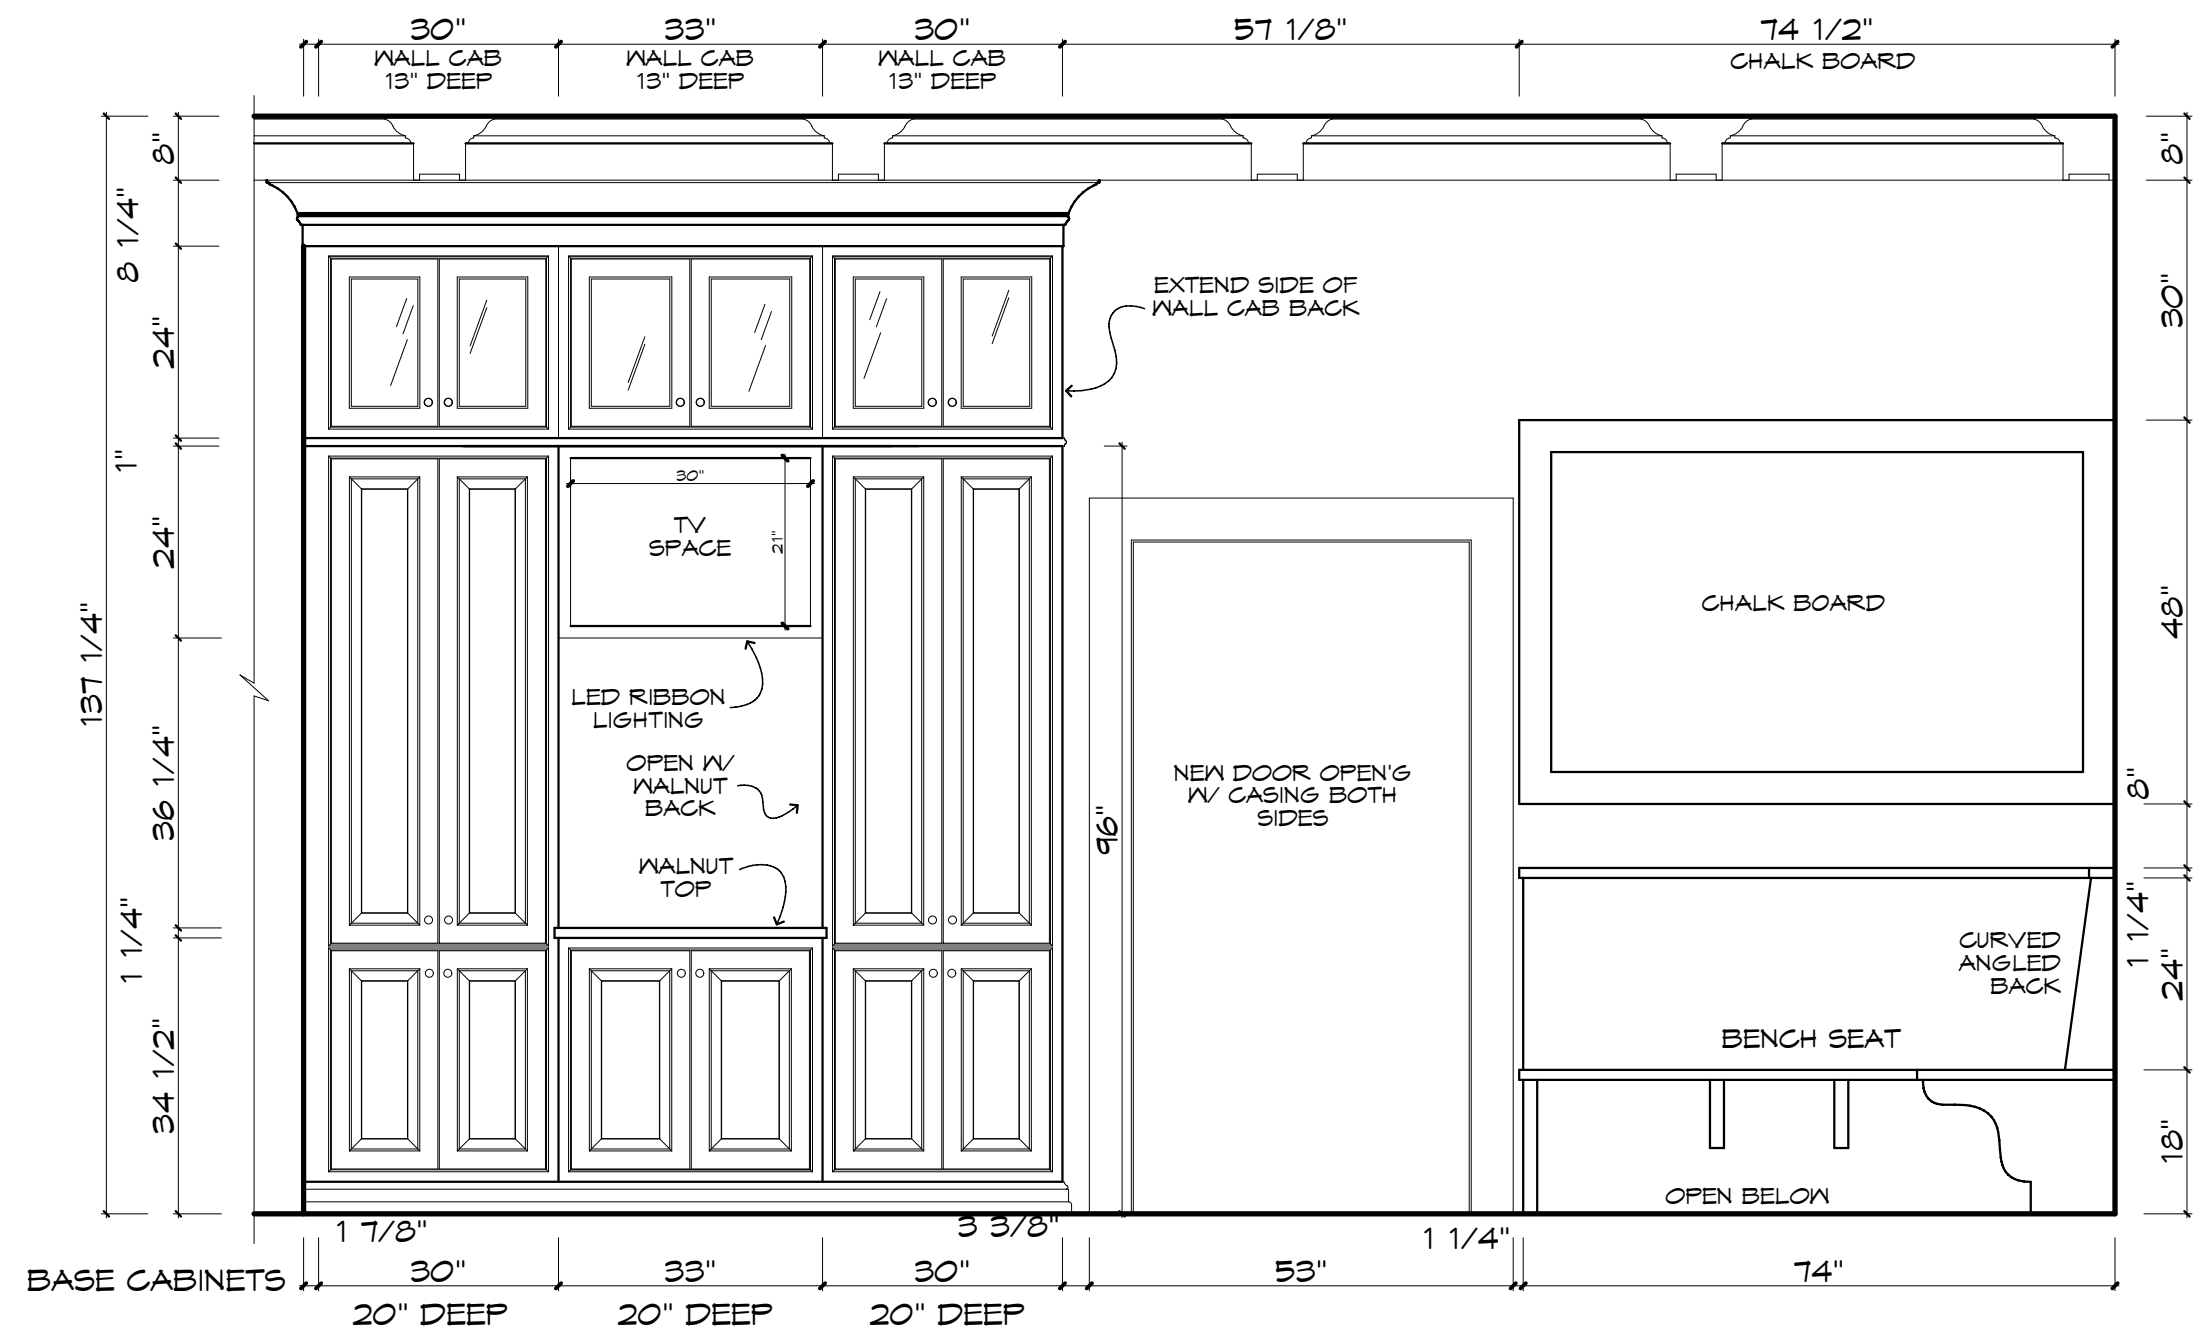 30"
33"
30"
57 1/8"
74 1/2"
WALL CAB
13" DEEP
WALL CAB
13" DEEP
WALL CAB
13" DEEP
CHALK BOARD
8"
8 1/4"
24"
1"
24"
137 1/4"
36 1/4"
1 1/4"
34 1/2"
EXTEND SIDE OF
WALL CAB BACK
30"
21"
TV
SPACE
LED RIBBON
LIGHTING
OPEN W/
WALNUT
BACK
WALNUT
TOP
96"
NEW DOOR OPEN'G
W/ CASING BOTH
SIDES
CHALK BOARD
CURVED
ANGLED
BACK
BENCH SEAT
OPEN BELOW
8"
30"
48"
8"
1 1/4"
24"
18"
1 7/8"
3 3/8"
1 1/4"
BASE CABINETS
30"
33"
30"
53"
74"
20" DEEP
20" DEEP
20" DEEP